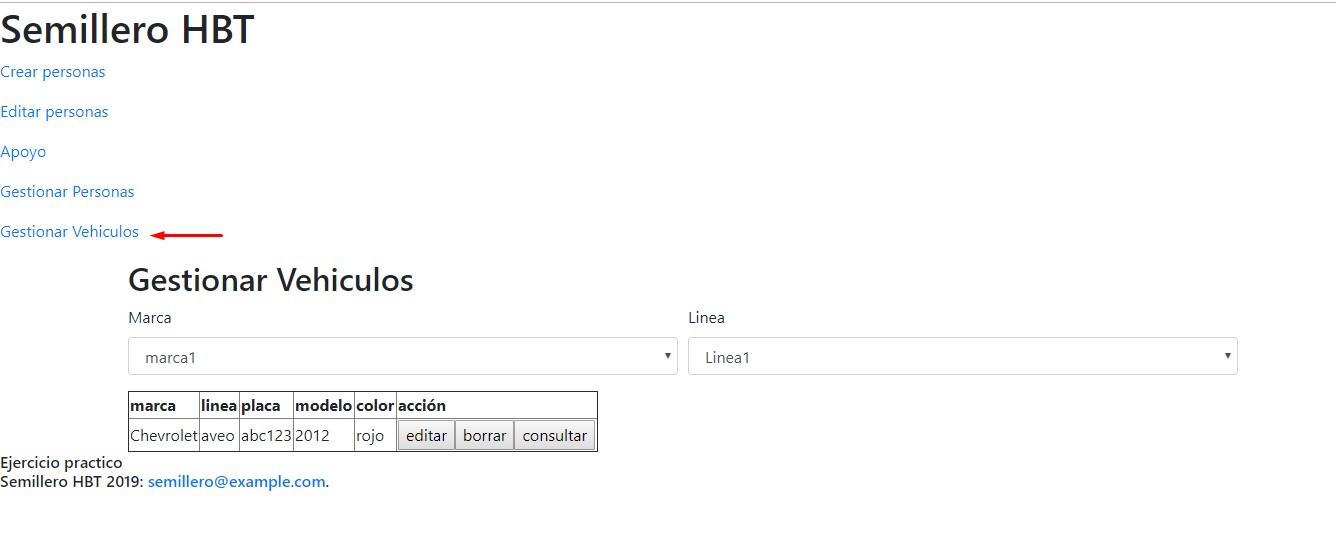 Semillero HBT
Crear personas
Editar personas
Apoyo
Gestionar Personas
Gestionar Vehiculos
Gestionar Vehiculos
Marca Linea
marca1 Linea1
marca linea placa modelo color acción
Chevrolet aveo abc123 2012 rojo editar borrar consultar
Ejercicio practico
Semillero HBT 2019: semillero@example.com.